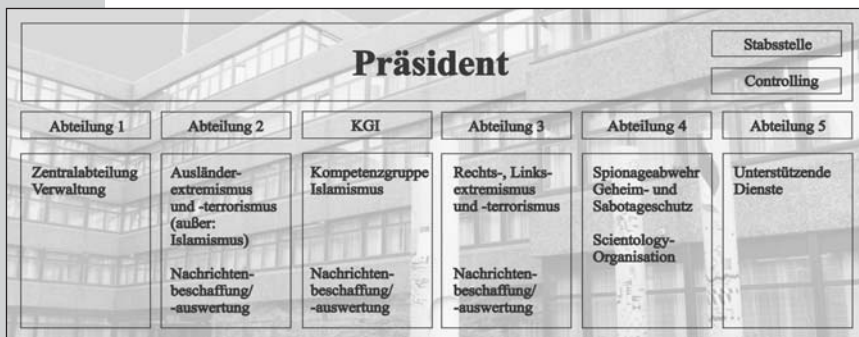 Präsident
Stabsstelle
Controlling
Abteilung 1
Abteilung 2
KGI
Abteilung 3
Abteilung 4
Abteilung 5
Zentralabteilung
Verwaltung
Ausländer-
extremismus
und -terrorismus
(außer:
Islamismus)
Nachrichten-
beschaffung/
-auswertung
Kompetenzgruppe
Islamismus
Nachrichten-
beschaffung/
-auswertung
Rechts-, Links-
extremismus
und -terrorismus
Nachrichten-
beschaffung/
-auswertung
Spionageabwehr
Geheim- und
Sabotageschutz
Scientology-
Organisation
Unterstützende
Dienste